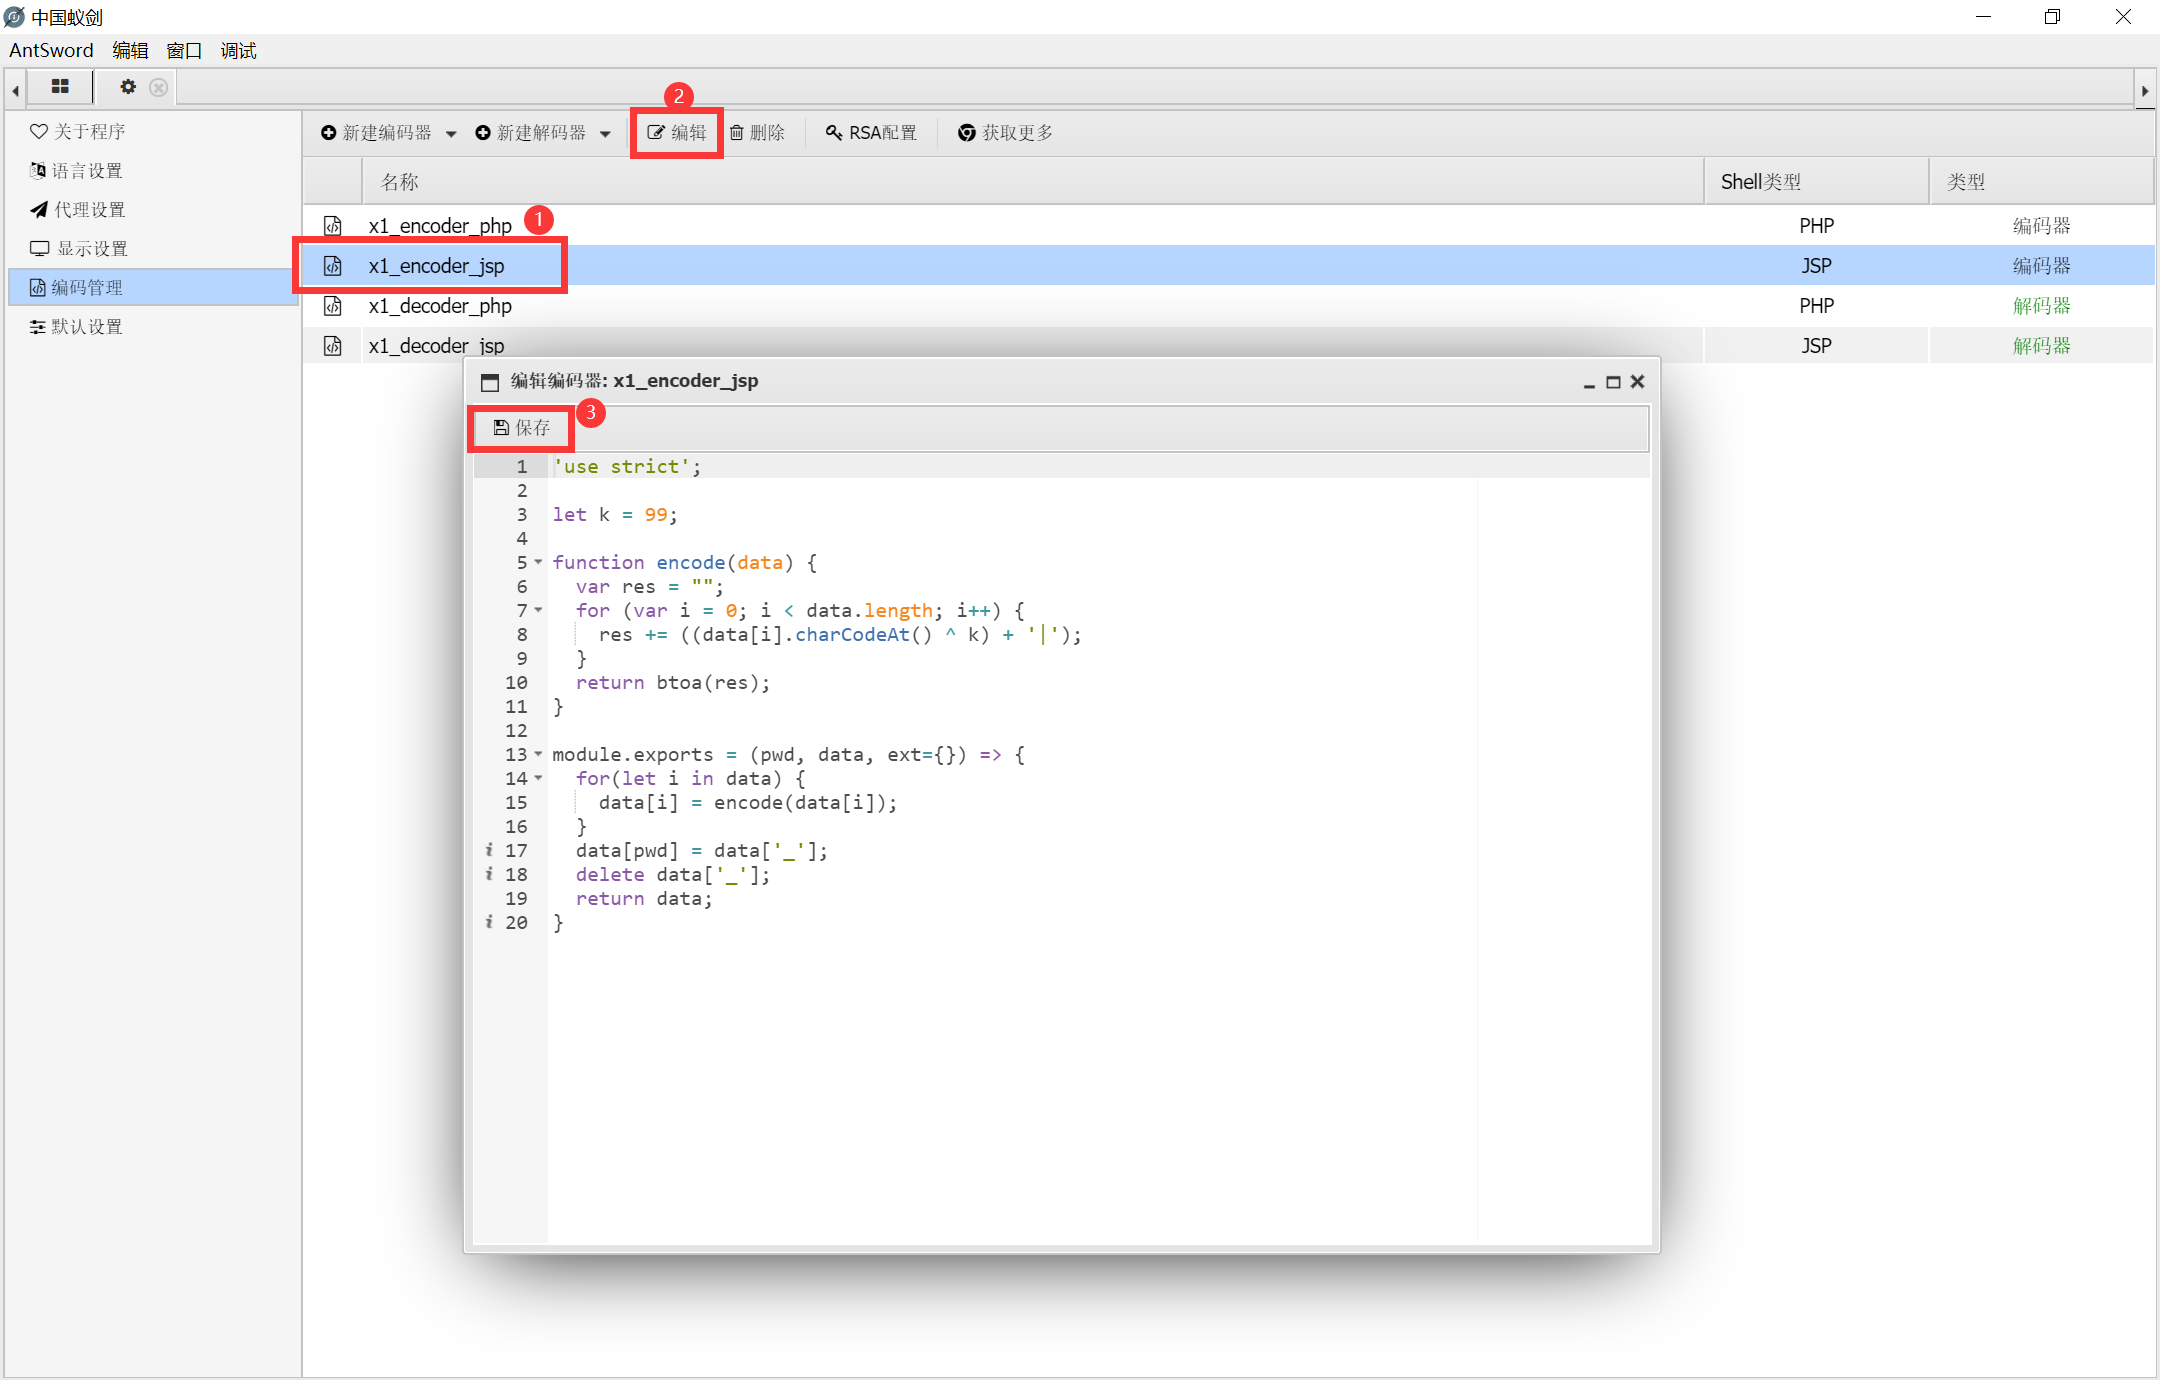 中国蚁剑
AntSword 编辑 窗口 调试
2
关于程序
语言设置
代理设置
显示设置
编码管理
默认设置
新建编码器 新建解码器 编辑 删除 RSA配置 获取更多
名称 Shell类型 类型
x1_encoder_php 1 PHP 编码器
x1_encoder_jsp JSP 编码器
x1_decoder_php PHP 解码器
x1_decoder_jsp JSP 解码器
编辑编码器: x1_encoder_jsp
保存 3
1 'use strict';
2
3 let k = 99;
4
5 function encode(data) {
6 var res = "";
7 for (var i = 0; i < data.length; i++) {
8 res += ((data[i].charCodeAt() ^ k) + '|');
9 }
10 return btoa(res);
11 }
12
13 module.exports = (pwd, data, ext={}) => {
14 for(let i in data) {
15 data[i] = encode(data[i]);
16 }
i 17 data[pwd] = data['_'];
i 18 delete data['_'];
19 return data;
i 20 }